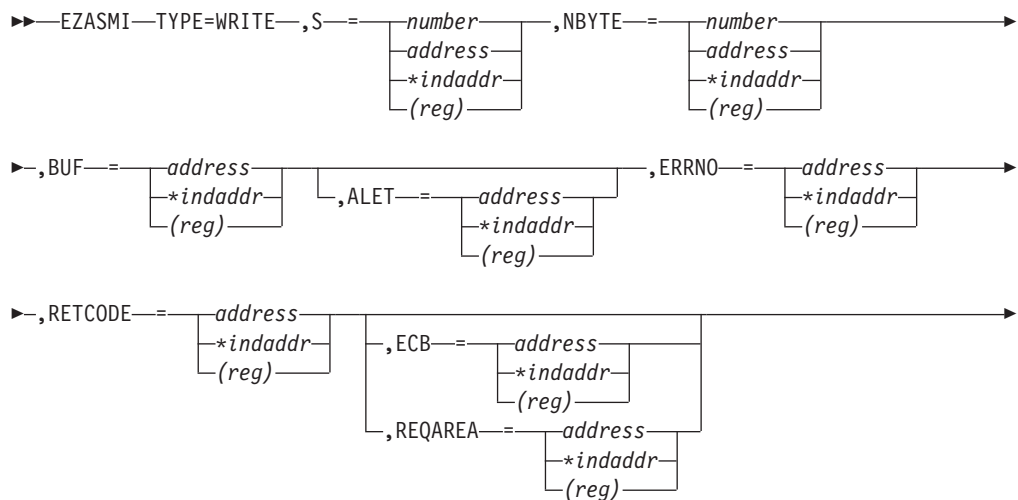 EZASMI TYPE=WRITE ,S = number ,NBYTE = number
address address
*indaddr *indaddr
(reg) (reg)
,BUF = address ,ERRNO = address
*indaddr ,ALET = address *indaddr
(reg) *indaddr (reg)
(reg)
,RETCODE = address
*indaddr ,ECB = address
(reg) *indaddr
(reg)
,REQAREA = address
*indaddr
(reg)